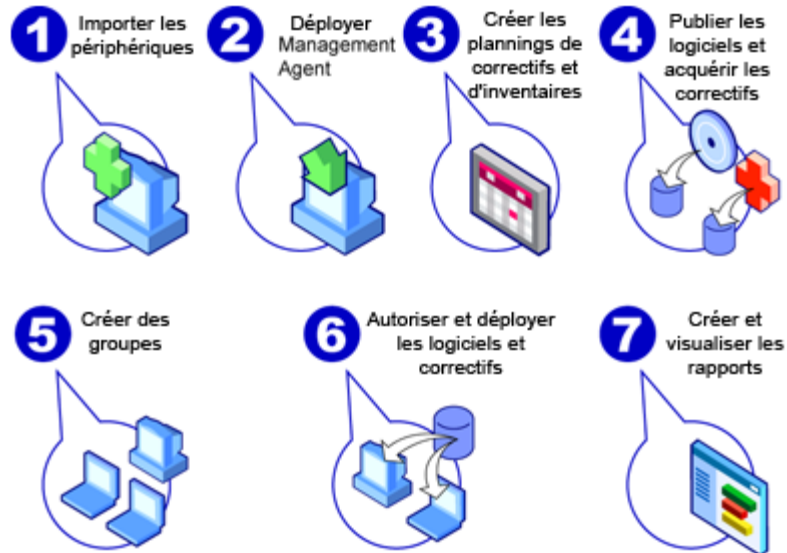 1
Importer les
périphériques
2
Déployer
Management
Agent
3
Créer les
plannings de
correctifs et
d'inventaires
4
Publier les
logiciels et
acquérir les
correctifs
5
Créer des
groupes
6
Autoriser et déployer
les logiciels et
correctifs
7
Créer et
visualiser les
rapports